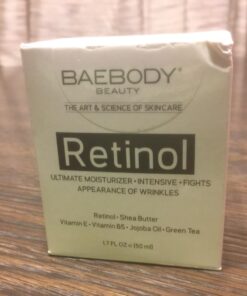 BAEBODY®
BEAUTY
THE ART & SCIENCE OF SKINCARE
Retinol
ULTIMATE MOISTURIZER • INTENSIVE • FIGHTS
APPEARANCE OF WRINKLES
Retinol • Shea Butter
Vitamin E • Vitamin B5 • Jojoba Oil • Green Tea
1.7 FL OZ e (50 ml)